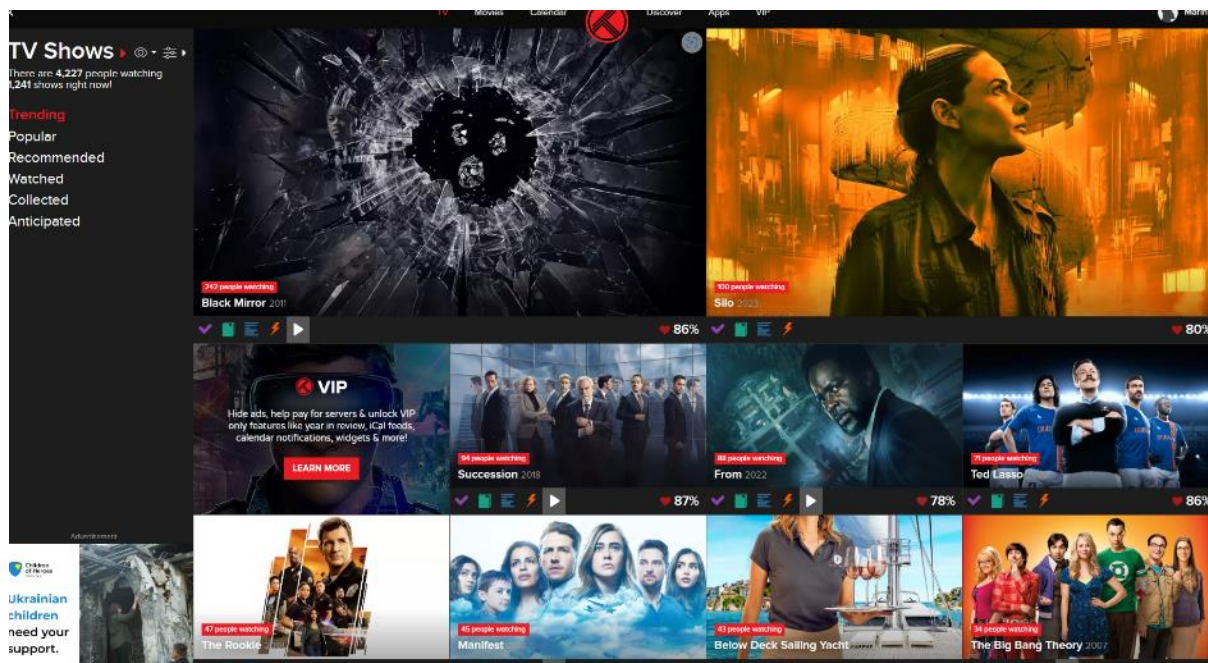 TV Movies Calendar Discover Apps VIP
TV Shows
There are 4,227 people watching
1,241 shows right now!
Trending
Popular
Recommended
Watched
Collected
Anticipated
242 people watching
Black Mirror 2011
86%
100 people watching
Silo 2023
80%
VIP
Hide ads, help pay for servers & unlock VIP
only features like year in review, iCal feeds,
calendar notifications, widgets & more!
LEARN MORE
94 people watching
Succession 2018
87%
88 people watching
From 2022
78%
71 people watching
Ted Lasso
86%
Advertisement
Children
of Heroes
Ukrainian
children
need your
support.
47 people watching
The Rookie
45 people watching
Manifest
43 people watching
Below Deck Sailing Yacht 2020
34 people watching
The Big Bang Theory 2007